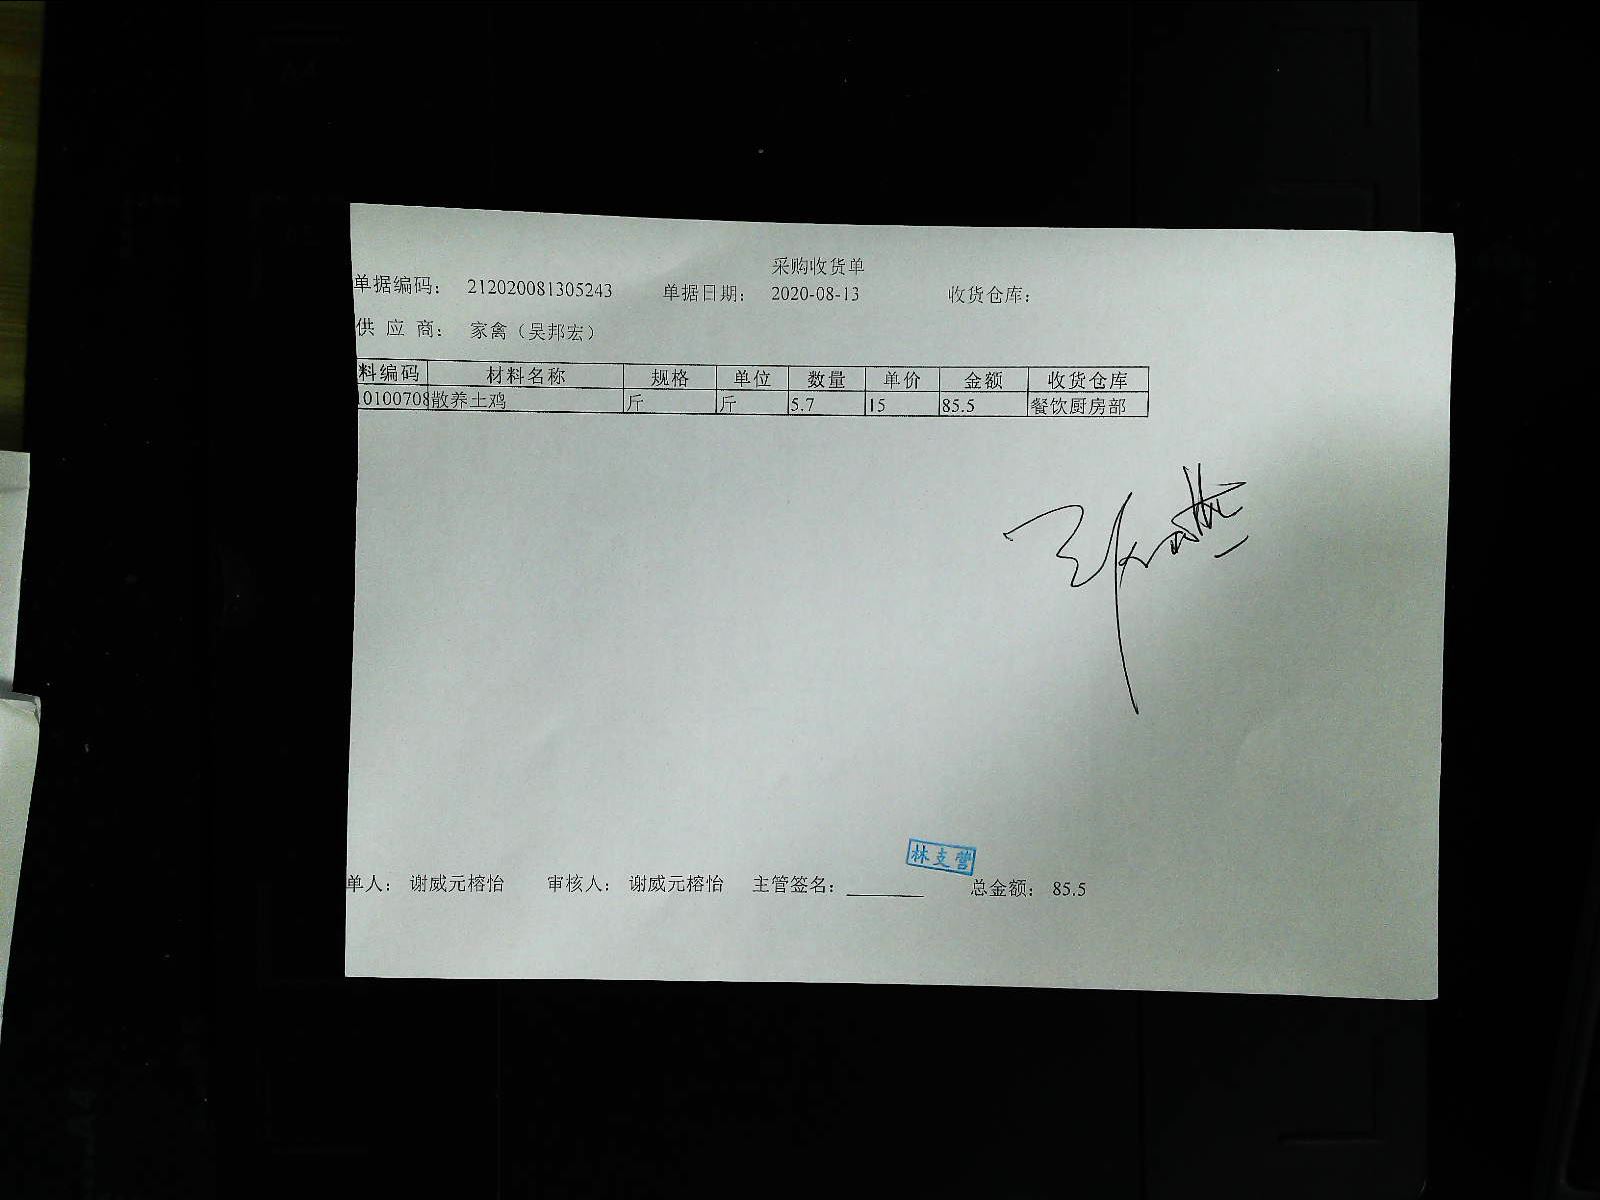 采购收货单
单据编码： 212020081305243 单据日期： 2020-08-13 收货仓库：
供 应 商： 家禽（吴邦宏）
料编码 材料名称 规格 单位 数量 单价 金额 收货仓库
10100708 散养土鸡 斤 斤 5.7 15 85.5 餐饮厨房部
林支营
单人： 谢威元榕怡 审核人： 谢威元榕怡 主管签名：________ 总金额： 85.5